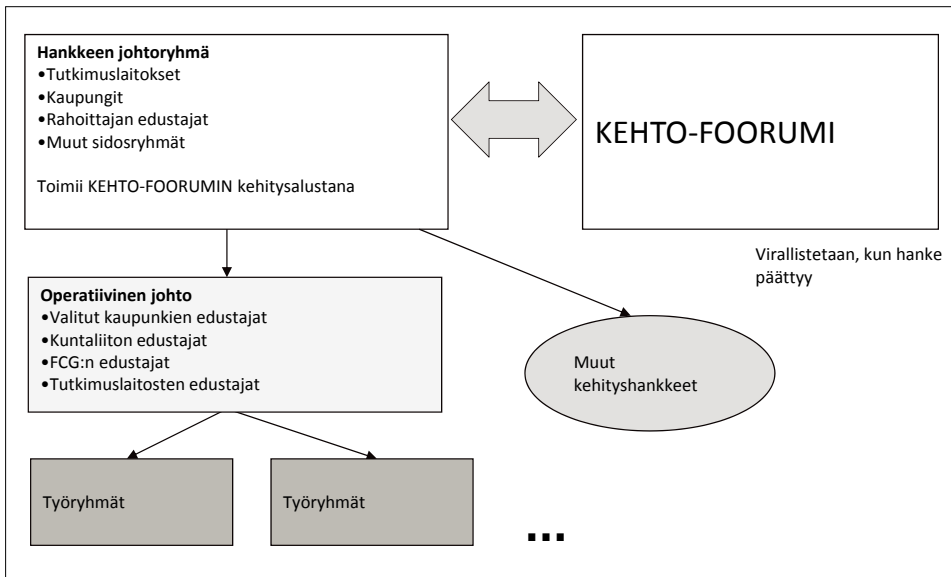 Hankkeen johtoryhmä
•Tutkimuslaitokset
•Kaupungit
•Rahoittajan edustajat
•Muut sidosryhmät
Toimii KEHTO-FOORUMIN kehitysalustana
KEHTO-FOORUMI
Virallistetaan, kun hanke
päättyy
Operatiivinen johto
•Valitut kaupunkien edustajat
•Kuntaliiton edustajat
•FCG:n edustajat
•Tutkimuslaitosten edustajat
Muut
kehityshankkeet
Työryhmät
Työryhmät
...